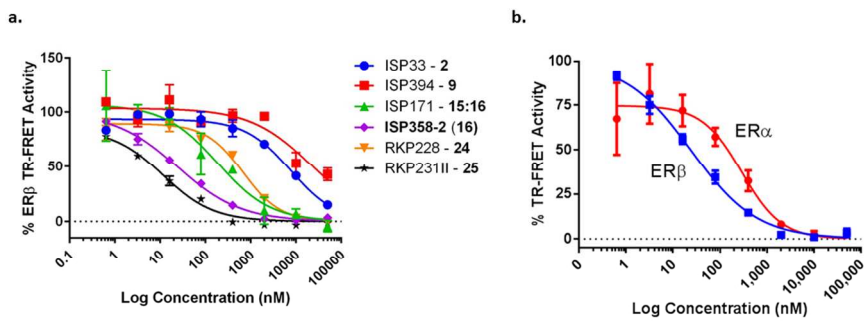 a.
% ERβ TR-FRET Activity
150
100
50
0
0.1
1
10
100
1000
10000
100000
Log Concentration (nM)
ISP33 - 2
ISP394 - 9
ISP171 - 15:16
ISP358-2 (16)
RKP228 - 24
RKP231II - 25
b.
% TR-FRET Activity
100
75
50
25
0
ERα
ERβ
0
1
10
100
1,000
10,000
100,000
Log Concentration (nM)